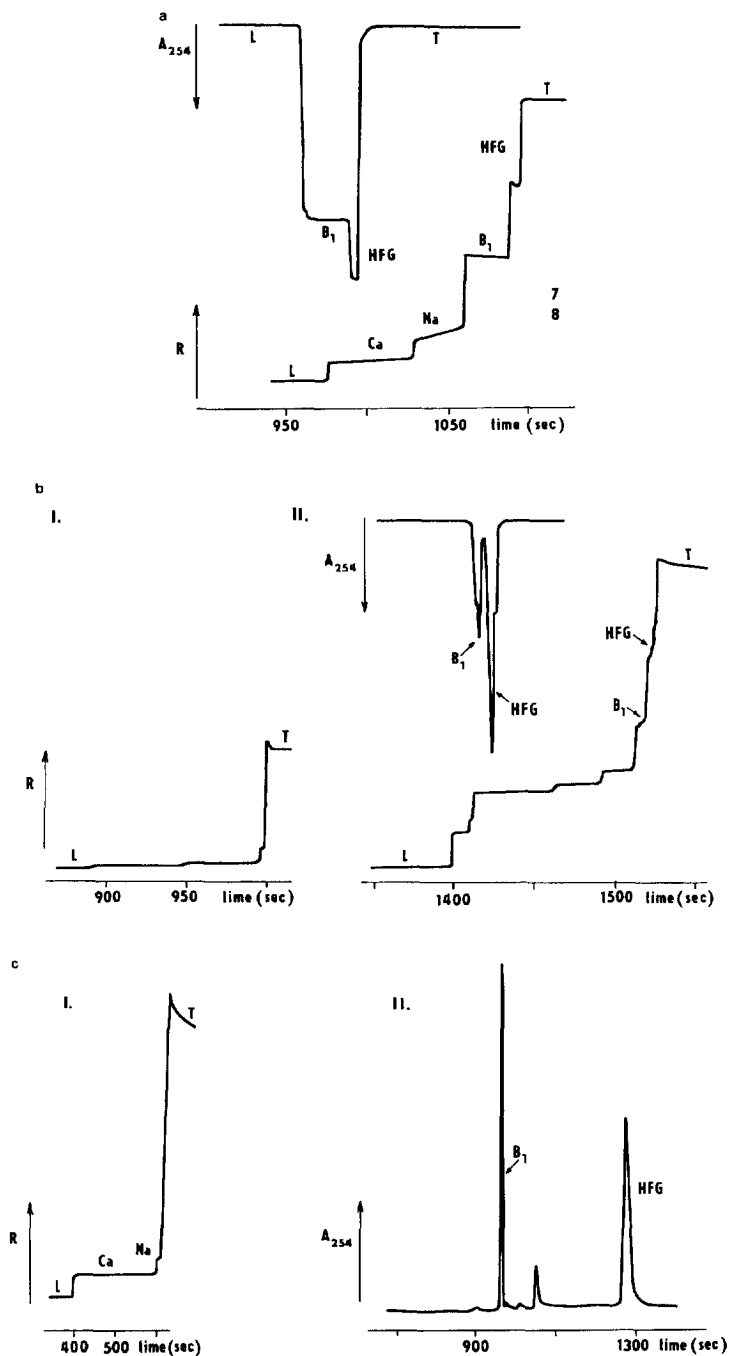 a
A254
L
T
B1
HFG
T
HFG
B1
7
8
Na
Ca
R
L
950
1050
time (sec)
b
I.
II.
A254
B1
HFG
T
HFG
B1
R
L
T
L
900
950
time(sec)
1400
1500
time(sec)
c
I.
T
II.
B1
HFG
R
Na
Ca
L
A254
400
500
time(sec)
900
1300
time(sec)